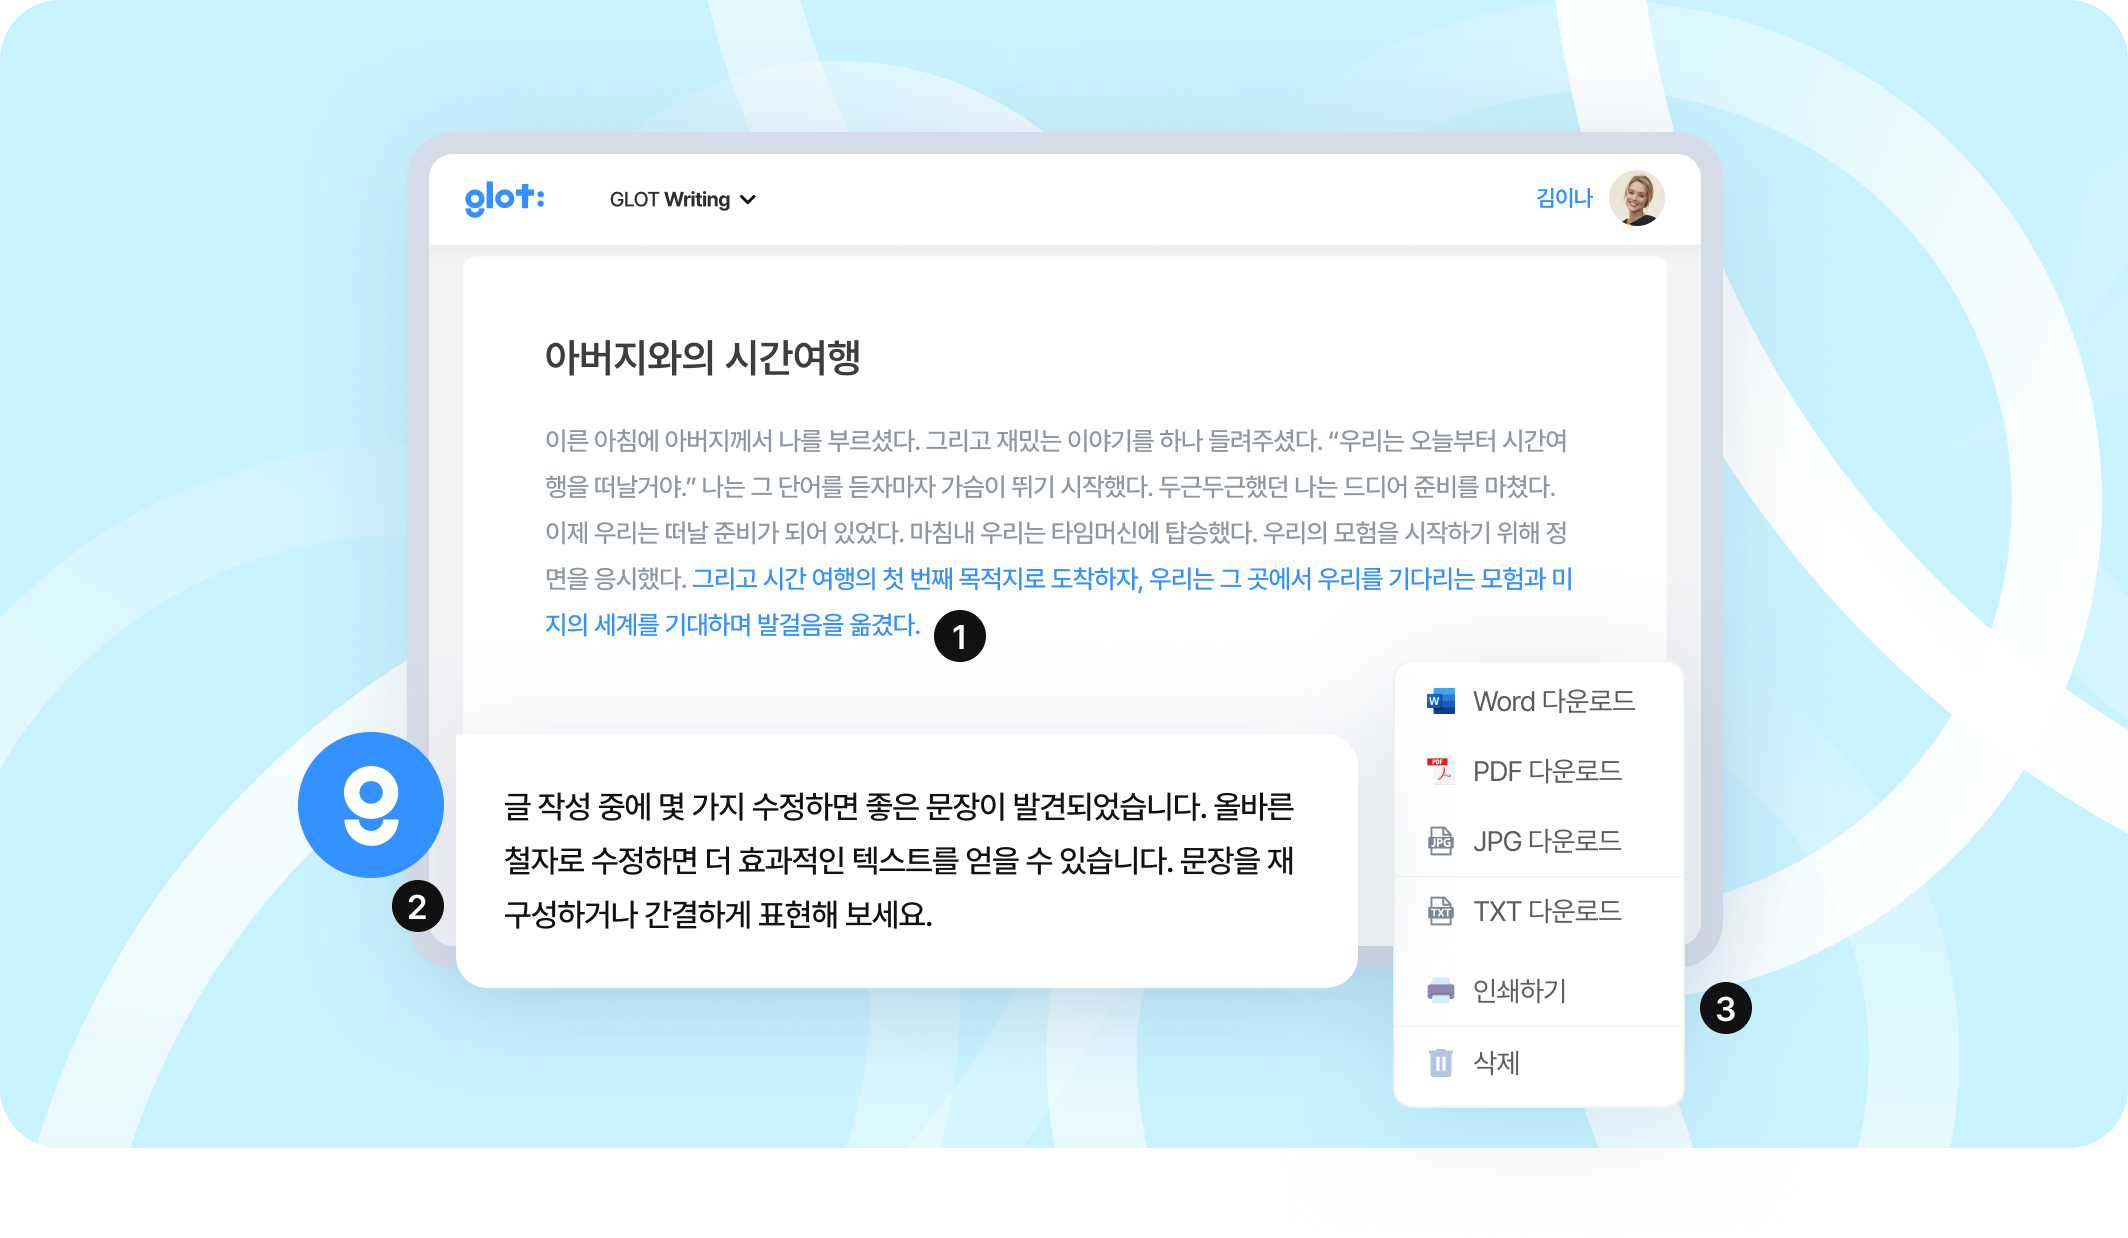 glot:
GLOT Writing
김이나
아버지와의 시간여행
이른 아침에 아버지께서 나를 부르셨다. 그리고 재밌는 이야기를 하나 들려주셨다. “우리는 오늘부터 시간여
행을 떠날거야.” 나는 그 단어를 듣자마자 가슴이 뛰기 시작했다. 두근두근했던 나는 드디어 준비를 마쳤다.
이제 우리는 떠날 준비가 되어 있었다. 마침내 우리는 타임머신에 탑승했다. 우리의 모험을 시작하기 위해 정
면을 응시했다. 그리고 시간 여행의 첫 번째 목적지로 도착하자, 우리는 그 곳에서 우리를 기다리는 모험과 미
지의 세계를 기대하며 발걸음을 옮겼다.
1
g
2
글 작성 중에 몇 가지 수정하면 좋은 문장이 발견되었습니다. 올바른
철자로 수정하면 더 효과적인 텍스트를 얻을 수 있습니다. 문장을 재
구성하거나 간결하게 표현해 보세요.
W Word 다운로드
PDF PDF 다운로드
JPG JPG 다운로드
TXT TXT 다운로드
인쇄하기
삭제
3